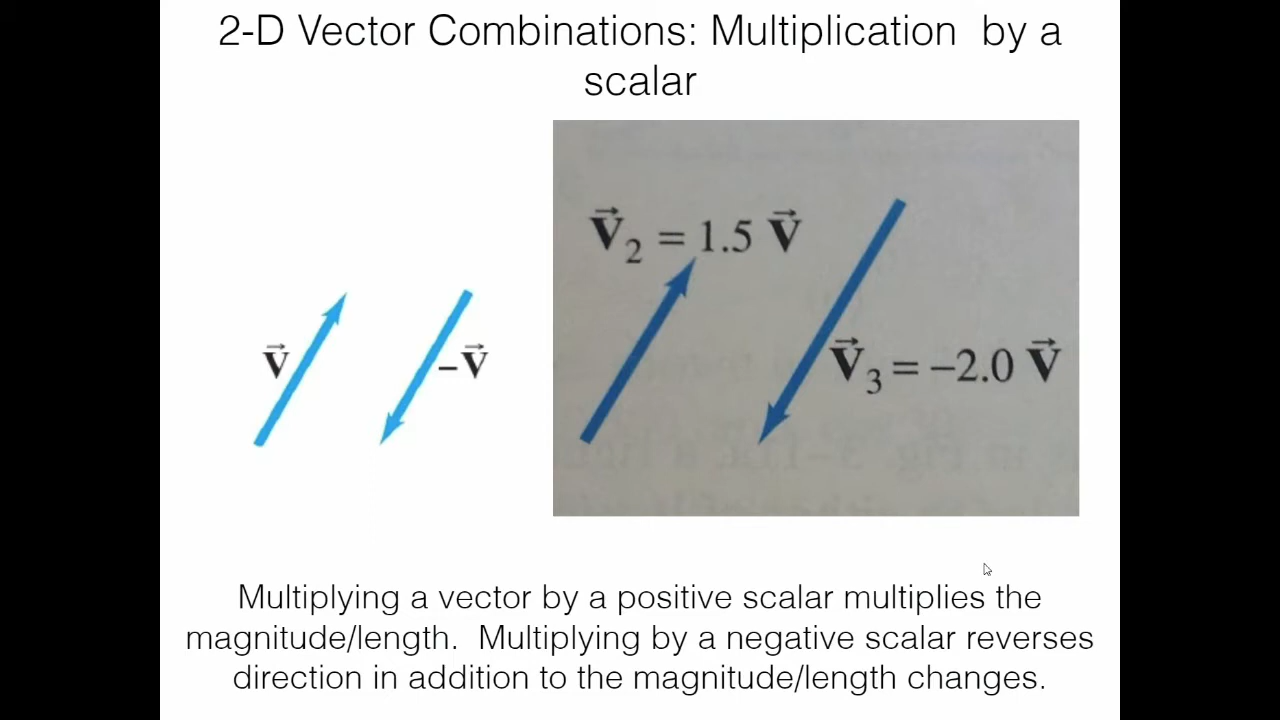 2-D Vector Combinations: Multiplication by a
scalar
V⃗₂ = 1.5 V⃗
V⃗
−V⃗
V⃗₃ = −2.0 V⃗
Multiplying a vector by a positive scalar multiplies the
magnitude/length. Multiplying by a negative scalar reverses
direction in addition to the magnitude/length changes.